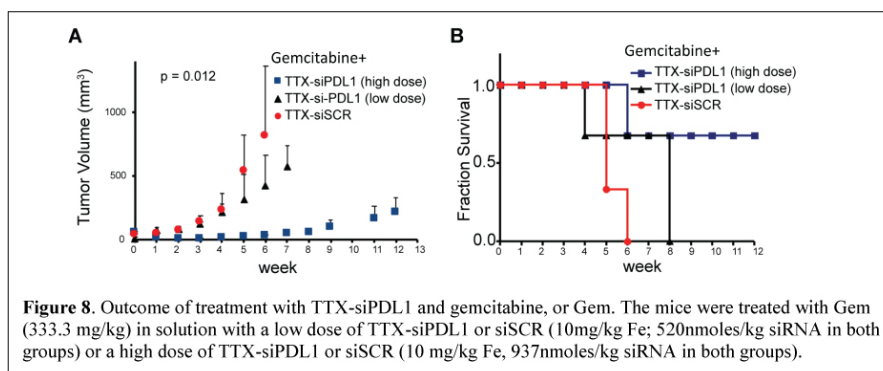 A
Gemcitabine+
p = 0.012
TTX-siPDL1 (high dose)
TTX-si-PDL1 (low dose)
TTX-siSCR
Tumor Volume (mm³)
1000
500
0
0 1 2 3 4 5 6 7 8 9 10 11 12 13
week
B
Gemcitabine+
TTX-siPDL1 (high dose)
TTX-siPDL1 (low dose)
TTX-siSCR
Fraction Survival
1.0
0.5
0.0
0 1 2 3 4 5 6 7 8 9 10 11 12
week
Figure 8. Outcome of treatment with TTX-siPDL1 and gemcitabine, or Gem. The mice were treated with Gem
(333.3 mg/kg) in solution with a low dose of TTX-siPDL1 or siSCR (10mg/kg Fe; 520nmoles/kg siRNA in both
groups) or a high dose of TTX-siPDL1 or siSCR (10 mg/kg Fe, 937nmoles/kg siRNA in both groups).